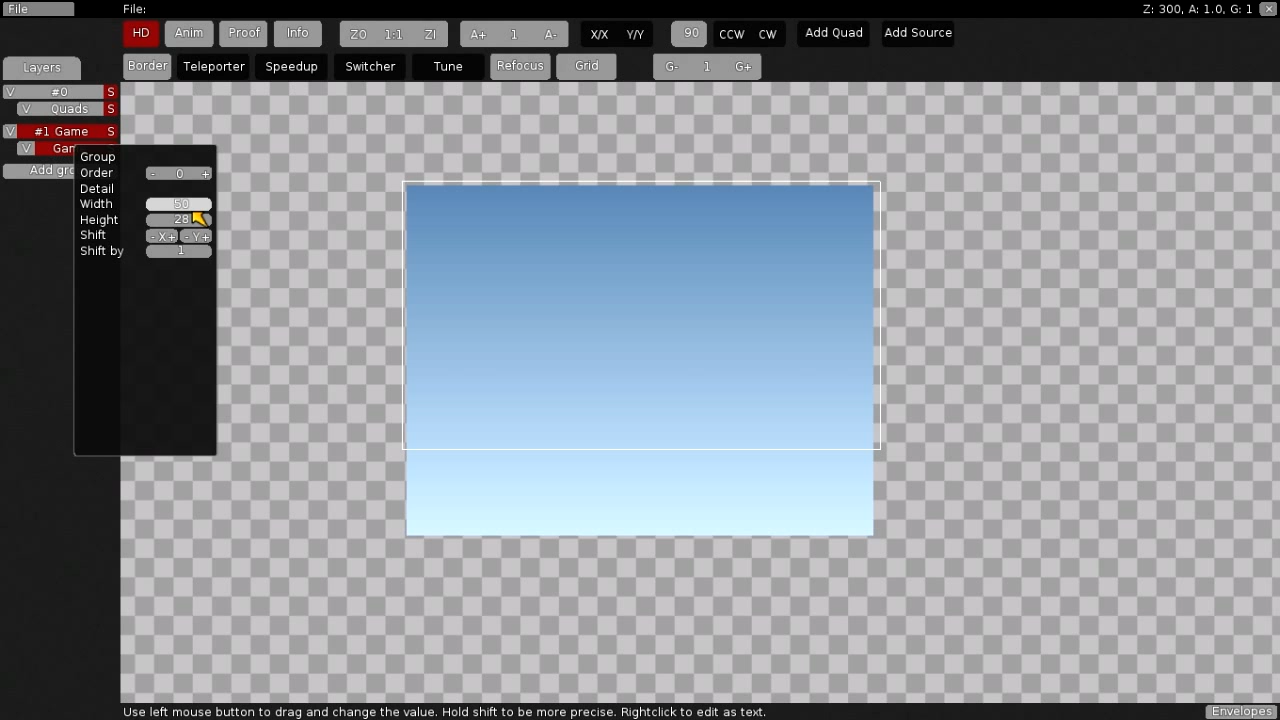 File File: Z: 300, A: 1.0, G: 1 ×
HD Anim Proof Info ZO 1:1 ZI A+ 1 A- X/X Y/Y 90 CCW CW Add Quad Add Source
Layers Border Teleporter Speedup Switcher Tune Refocus Grid G- 1 G+
V #0 S
V Quads S
V #1 Game S
V
Group
Order - 0 +
Detail
Width 50
Height 28
Shift - X + - Y +
Shift by 1
Use left mouse button to drag and change the value. Hold shift to be more precise. Rightclick to edit as text. Envelopes